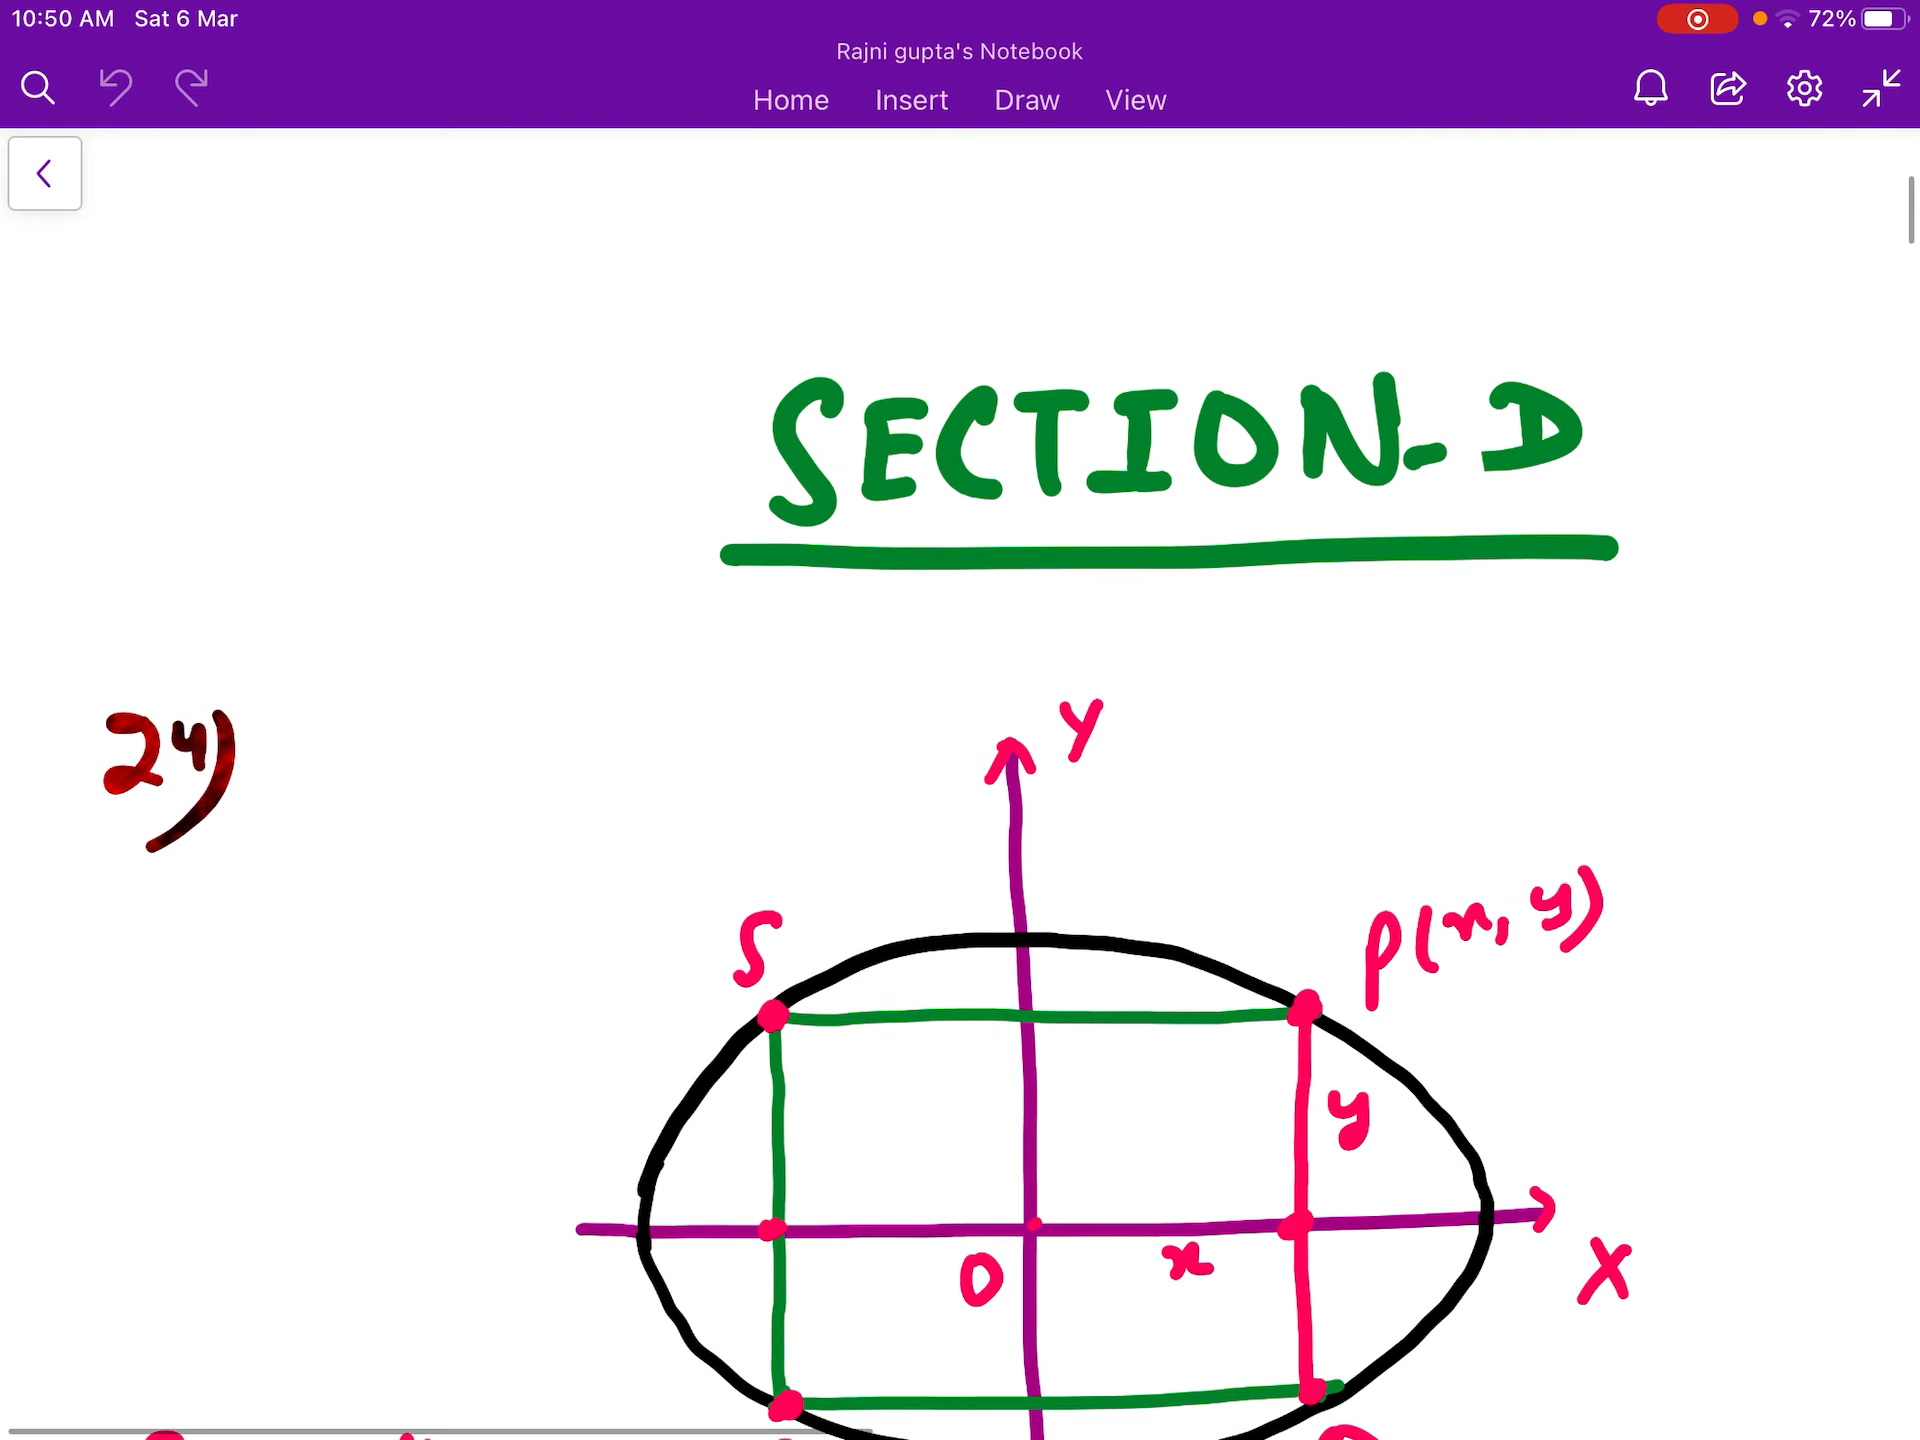 10:50 AM Sat 6 Mar 72%
Rajni gupta's Notebook
Home Insert Draw View
SECTION-D
24)
Y
S P(x, y)
y
O x X